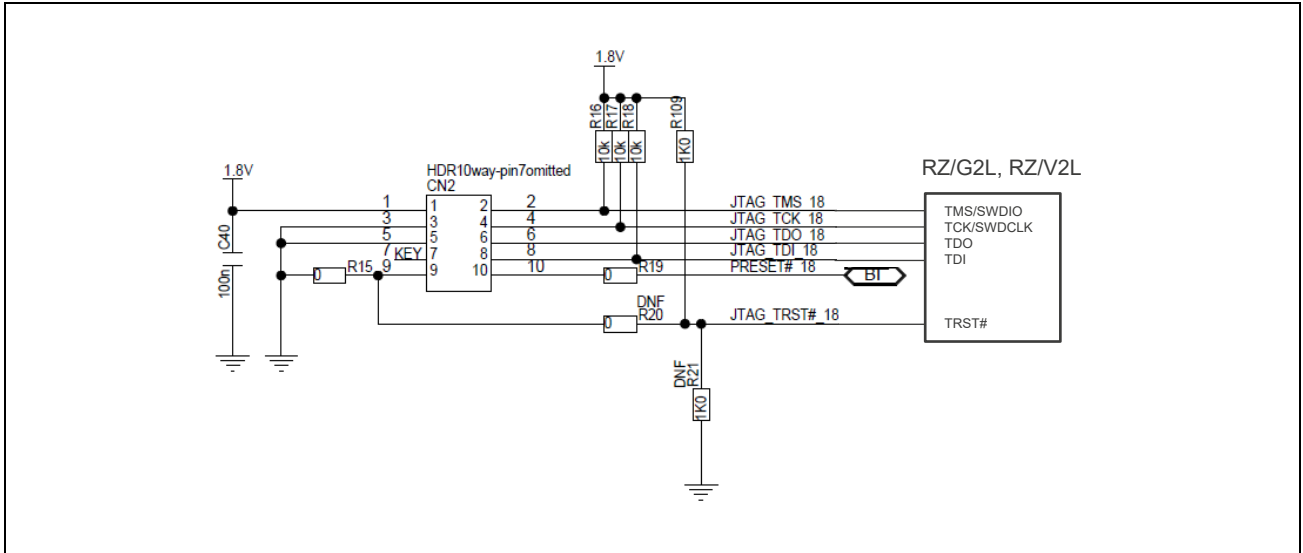 1.8V
R16
R17
R18
R109
10k
10k
10k
1K0
RZ/G2L, RZ/V2L
1.8V
HDR10way-pin7omitted
CN2
1 1 2 2 JTAG_TMS_18 TMS/SWDIO
3 3 4 4 JTAG_TCK_18 TCK/SWDCLK
5 5 6 6 JTAG_TDO_18 TDO
7 KEY 7 8 8 JTAG_TDI_18 TDI
0 R15 9 9 10 10 0 R19 PRESET#_18 BI
C40
100n
DNF
0 R20 JTAG_TRST#_18 TRST#
DNF
R21
1K0